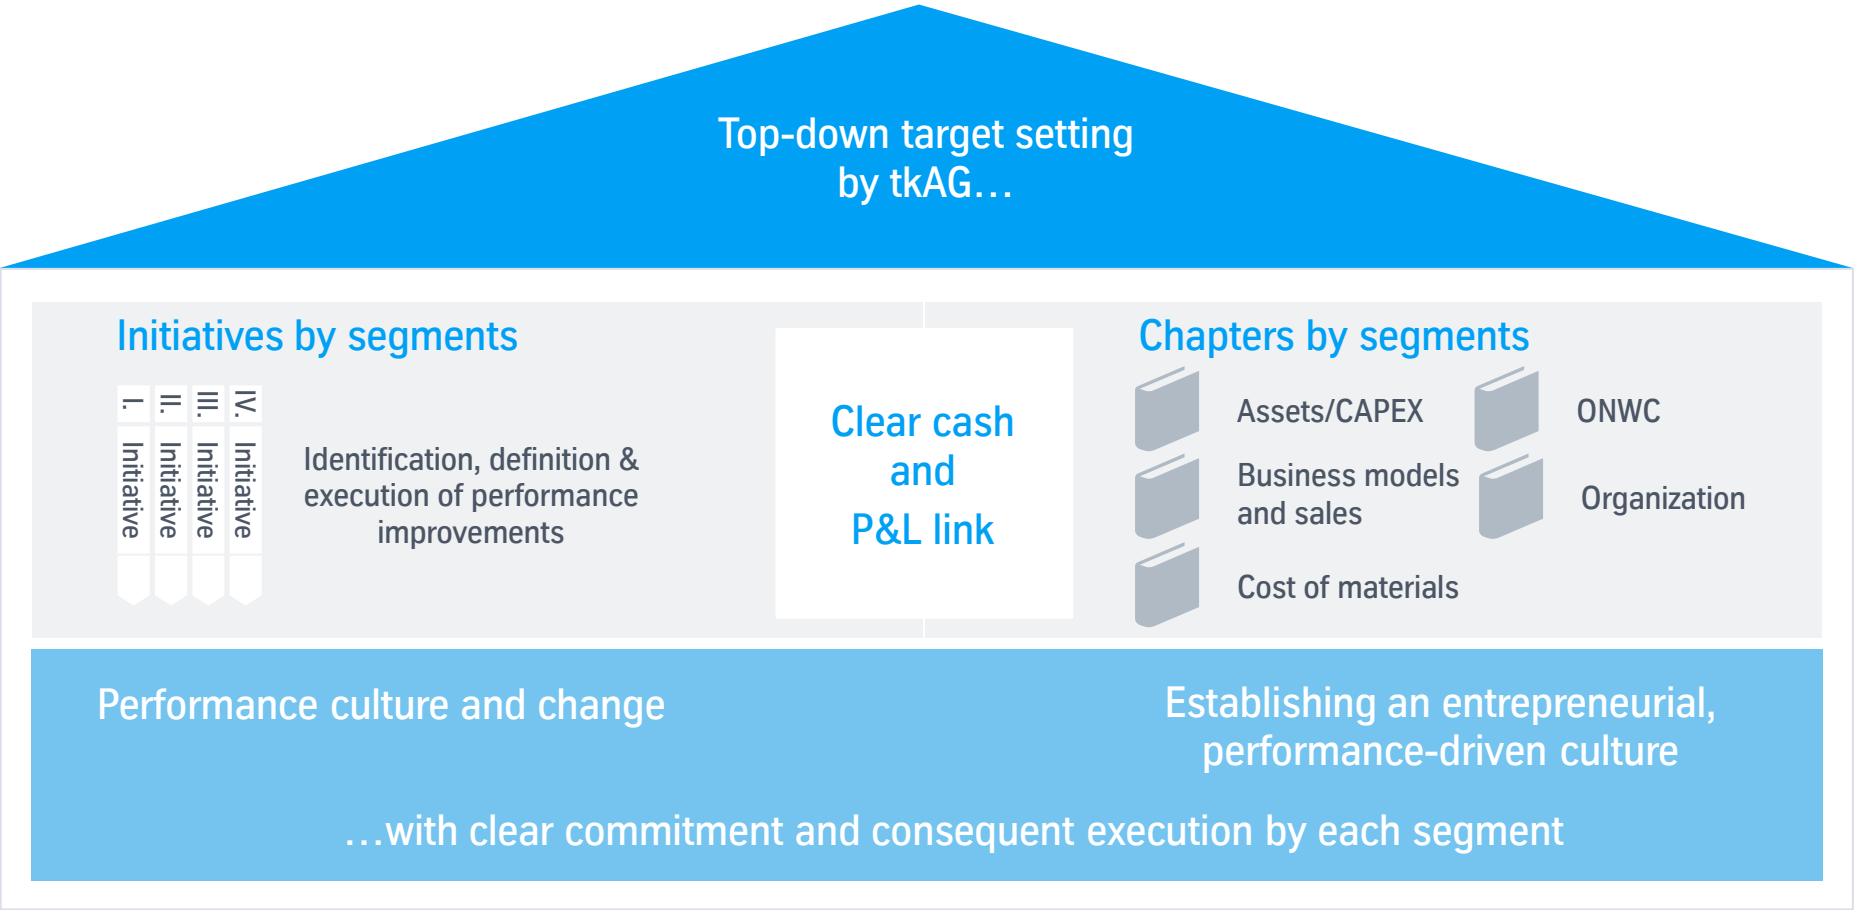 Top-down target setting
by tkAG…
Initiatives by segments
I. Initiative
II. Initiative
III. Initiative
IV. Initiative
Identification, definition &
execution of performance
improvements
Clear cash
and
P&L link
Chapters by segments
Assets/CAPEX
ONWC
Business models
and sales
Organization
Cost of materials
Performance culture and change
Establishing an entrepreneurial,
performance-driven culture
…with clear commitment and consequent execution by each segment